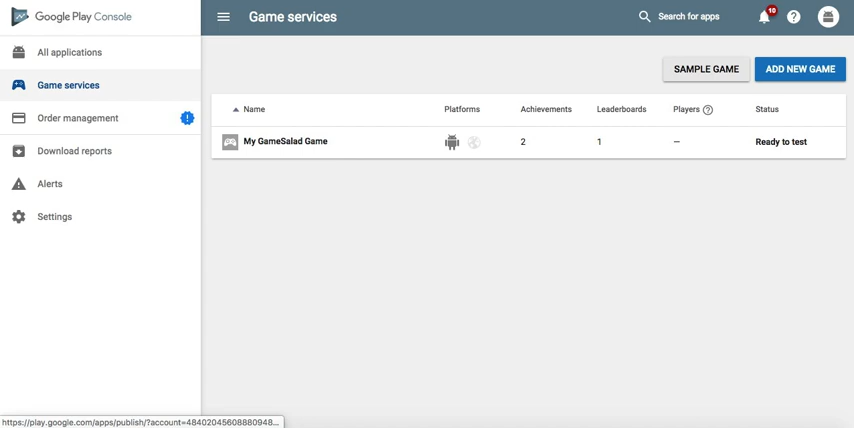 Google Play Console
Game services
Search for apps
10
All applications
Game services
Order management
Download reports
Alerts
Settings
SAMPLE GAME
ADD NEW GAME
Name Platforms Achievements Leaderboards Players ? Status
My GameSalad Game 2 1 — Ready to test
https://play.google.com/apps/publish/?account=48402045608880948...